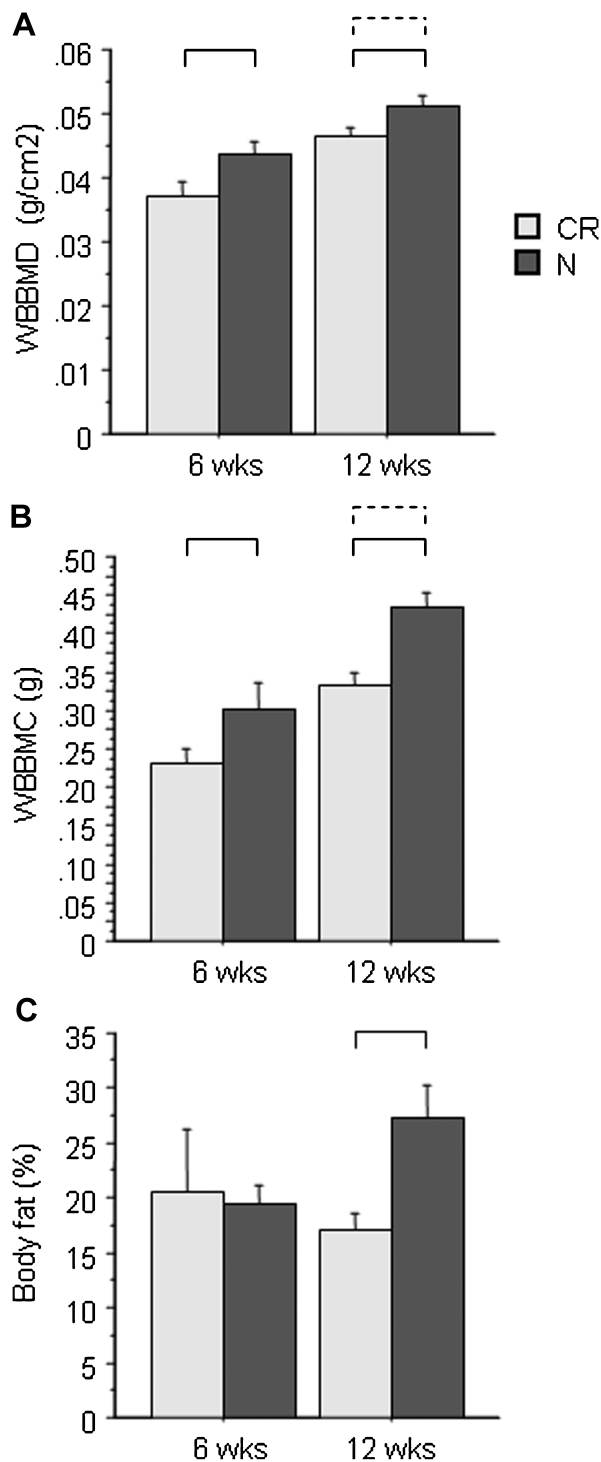 A
WBBMD (g/cm2)
.06
.05
.04
.03
.02
.01
0
6 wks
12 wks
CR
N
B
WBBMC (g)
.50
.45
.40
.35
.30
.25
.20
.15
.10
.05
0
6 wks
12 wks
C
Body fat (%)
35
30
25
20
15
10
5
0
6 wks
12 wks